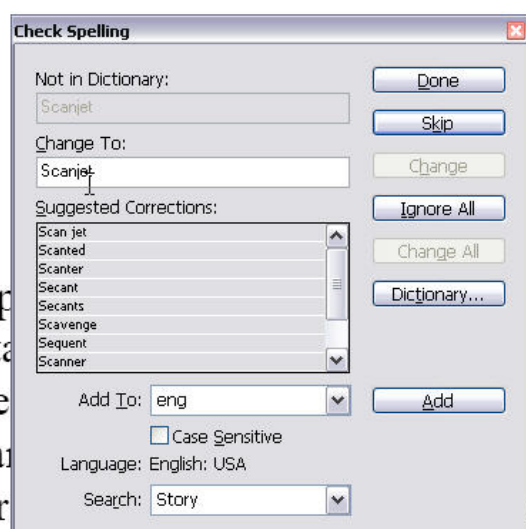 Check Spelling
Not in Dictionary:
Scanjet
Change To:
Scanjet
Suggested Corrections:
Scan jet
Scanted
Scanter
Secant
Secants
Scavenge
Sequent
Scanner
Done
Skip
Change
Ignore All
Change All
Dictionary...
Add To: eng
Add
Case Sensitive
Language: English: USA
Search: Story